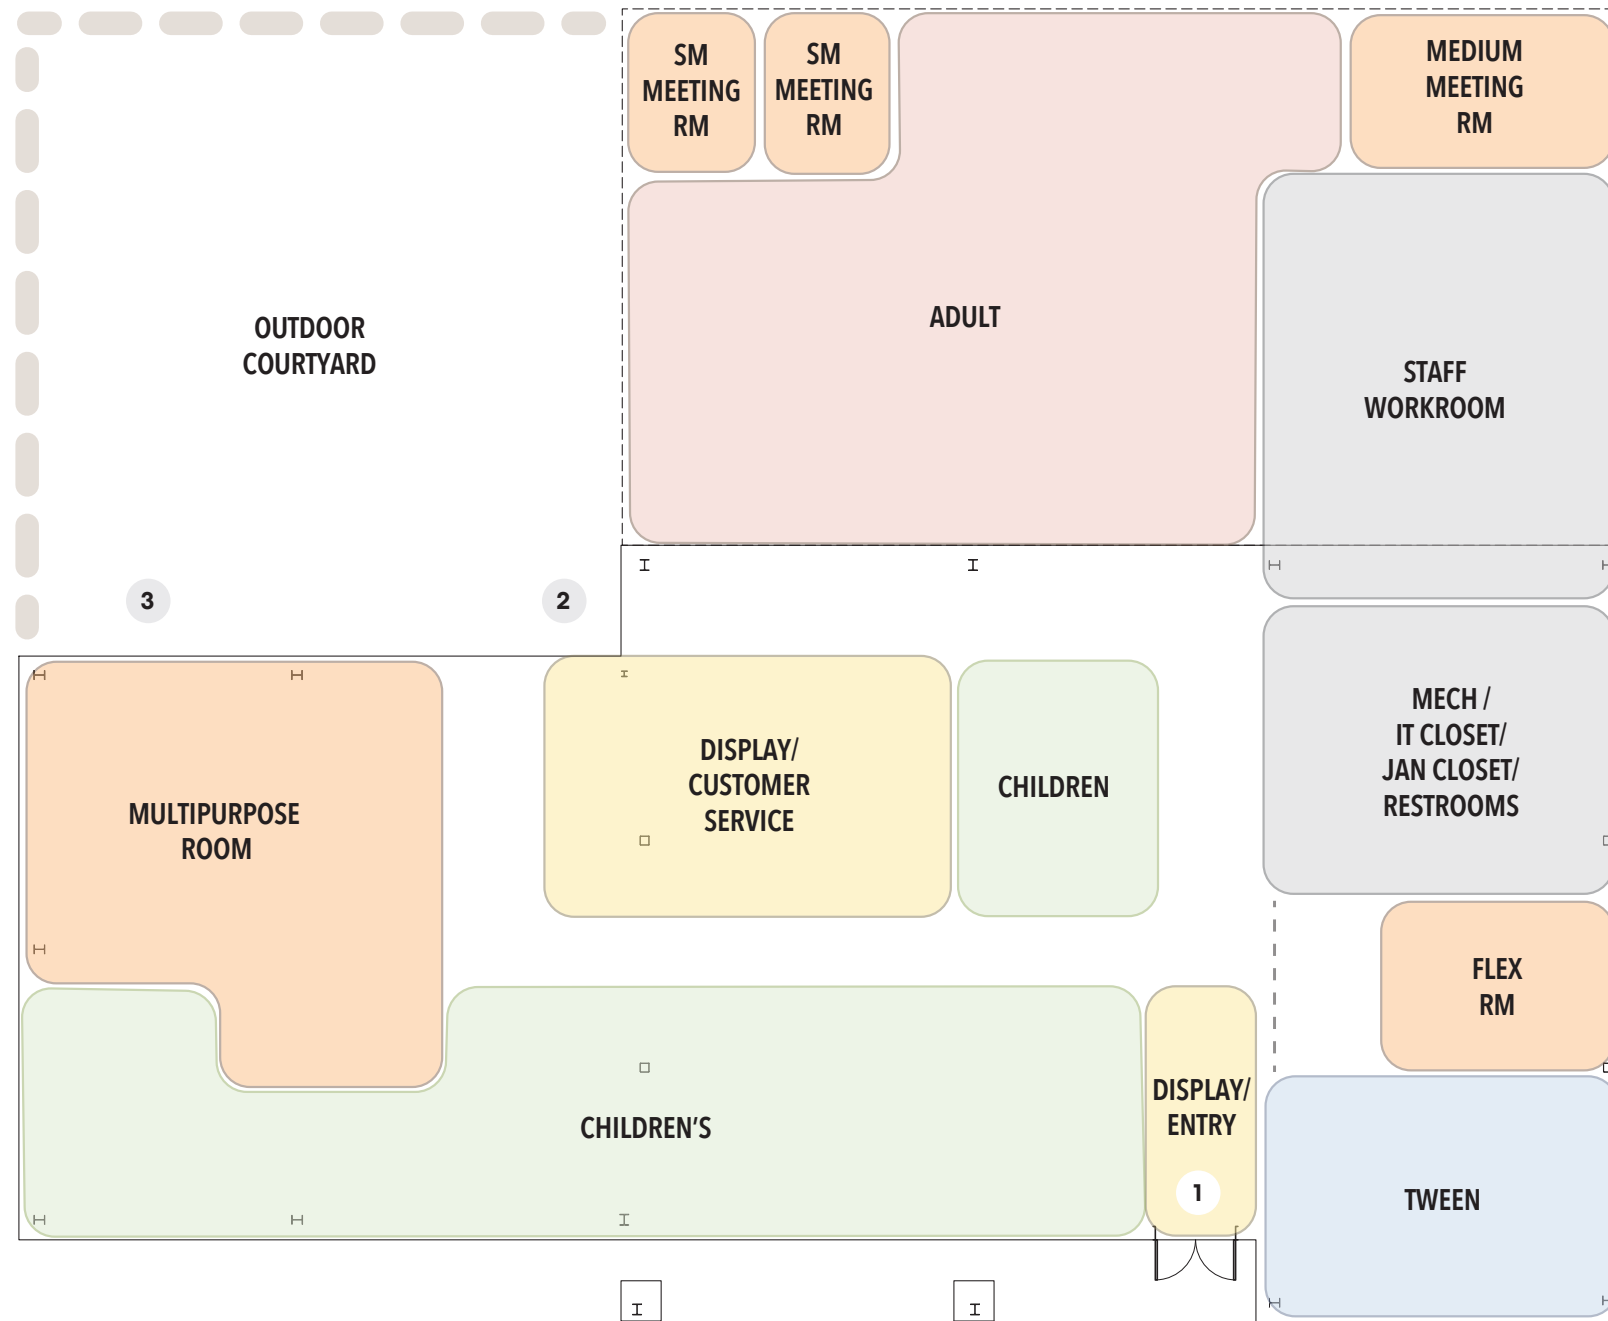 SM
MEETING
RM
SM
MEETING
RM
MEDIUM
MEETING
RM
OUTDOOR
COURTYARD
ADULT
STAFF
WORKROOM
3
2
MULTIPURPOSE
ROOM
DISPLAY/
CUSTOMER
SERVICE
CHILDREN
MECH /
IT CLOSET/
JAN CLOSET/
RESTROOMS
FLEX
RM
CHILDREN’S
DISPLAY/
ENTRY
1
TWEEN